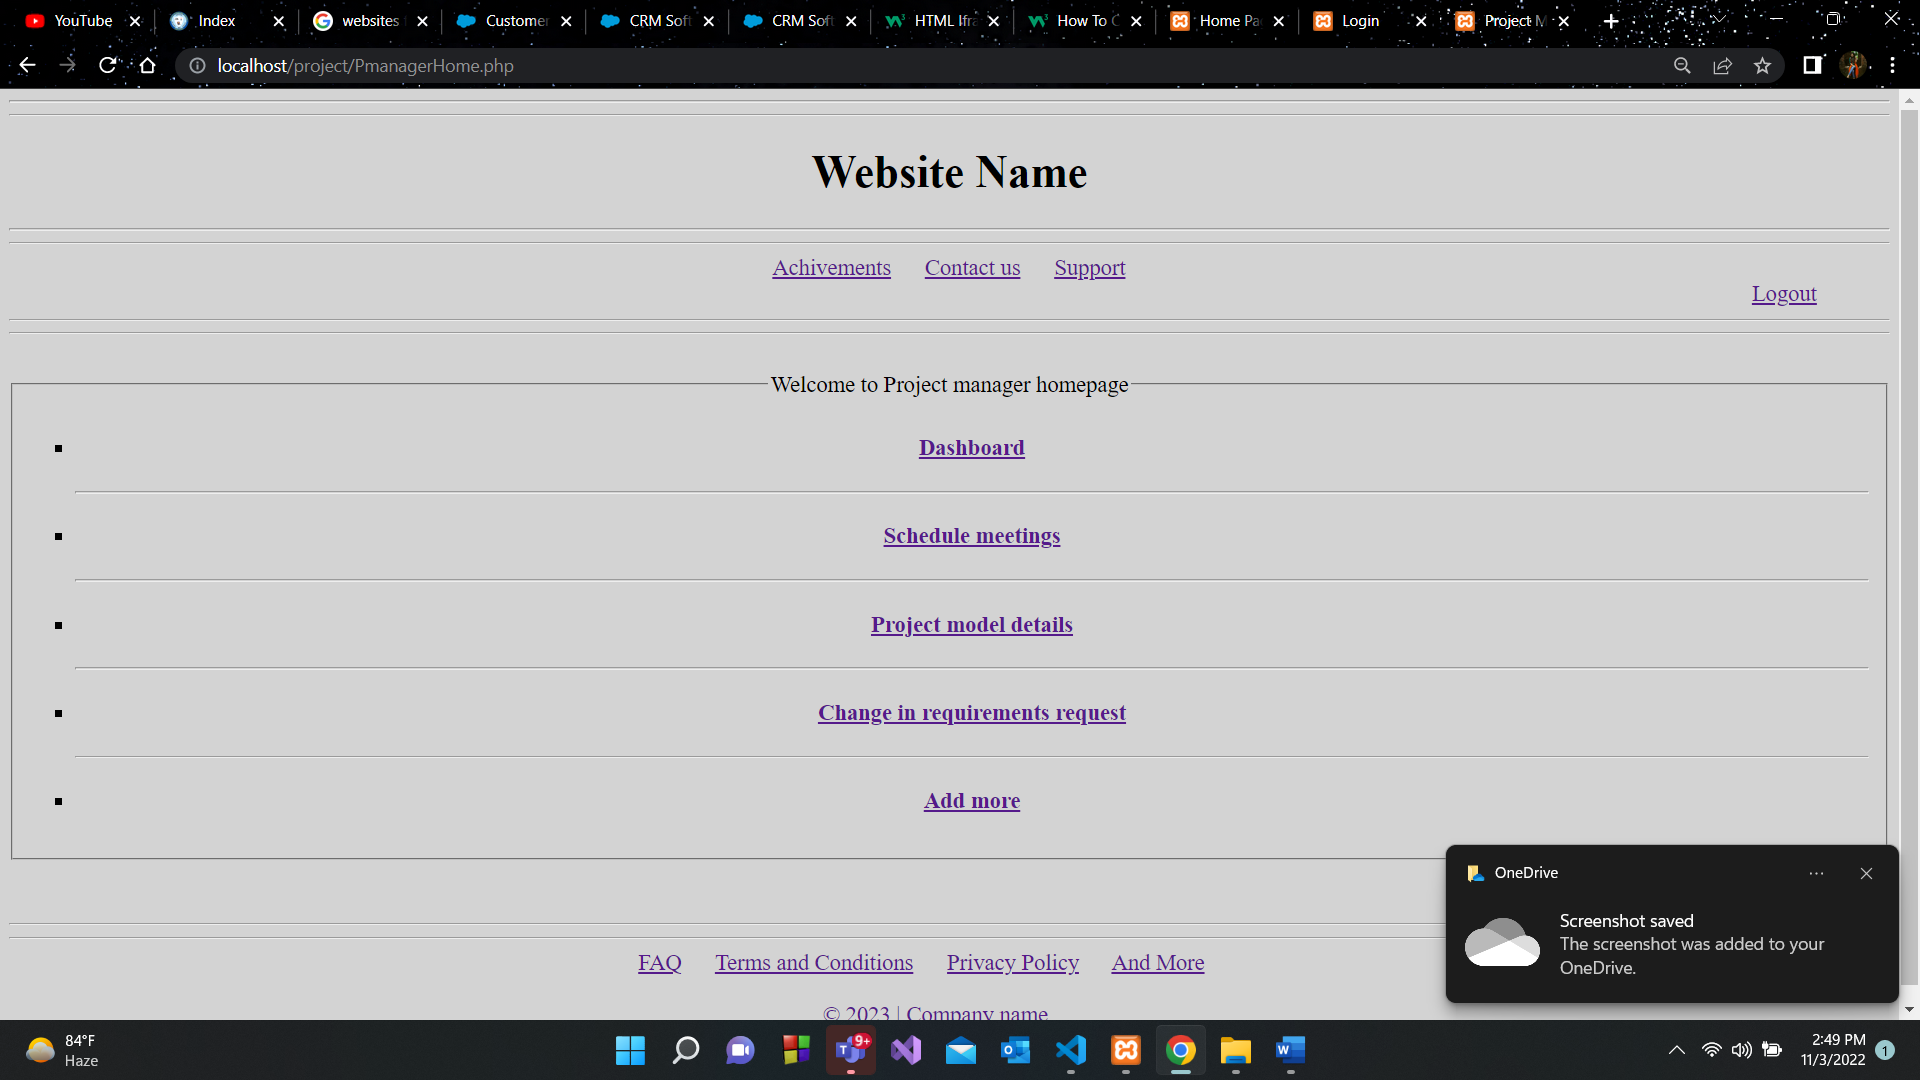 YouTube
Index
websites
Customer
CRM Soft
CRM Soft
HTML Ifra
How To C
Home Pa
Login
Project M
localhost/project/PmanagerHome.php
Website Name
Achivements Contact us Support
Logout
Welcome to Project manager homepage
Dashboard
Schedule meetings
Project model details
Change in requirements request
Add more
OneDrive
Screenshot saved
The screenshot was added to your
OneDrive.
FAQ Terms and Conditions Privacy Policy And More
© 2023 | Company name
84°F
Haze
9+
2:49 PM
11/3/2022
1